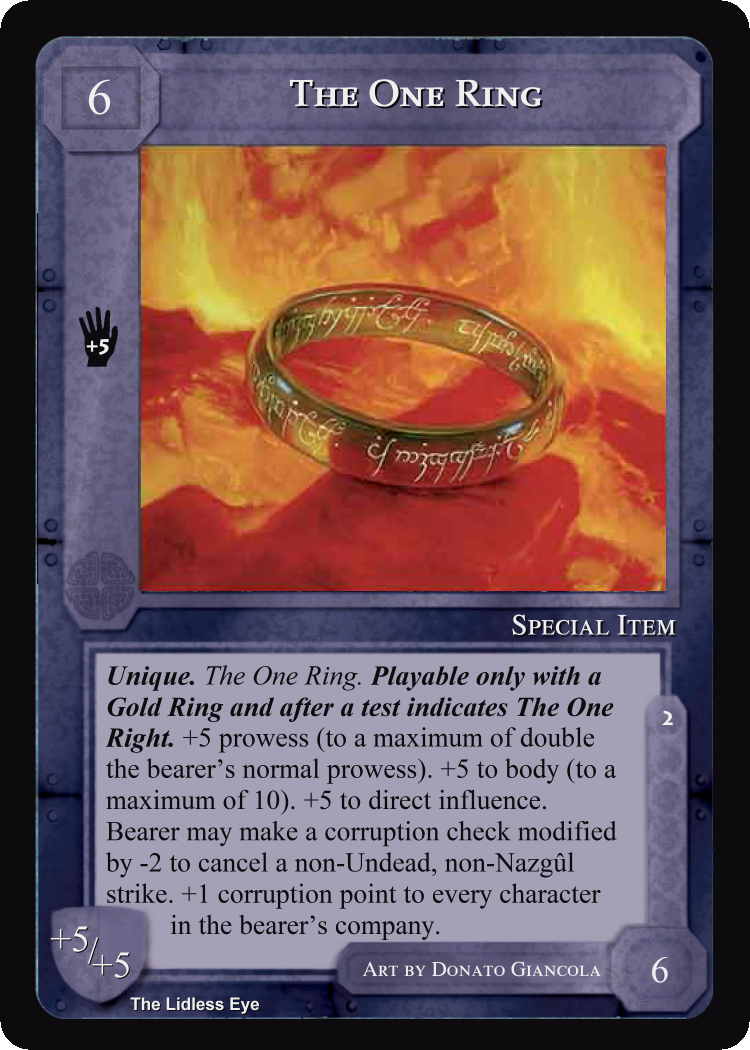 6
The One Ring
+5
Special Item
Unique. The One Ring. Playable only with a
Gold Ring and after a test indicates The One
Right. +5 prowess (to a maximum of double
the bearer's normal prowess). +5 to body (to a
maximum of 10). +5 to direct influence.
Bearer may make a corruption check modified
by -2 to cancel a non-Undead, non-Nazgûl
strike. +1 corruption point to every character
in the bearer's company.
2
+5/+5
Art by Donato Giancola
6
The Lidless Eye